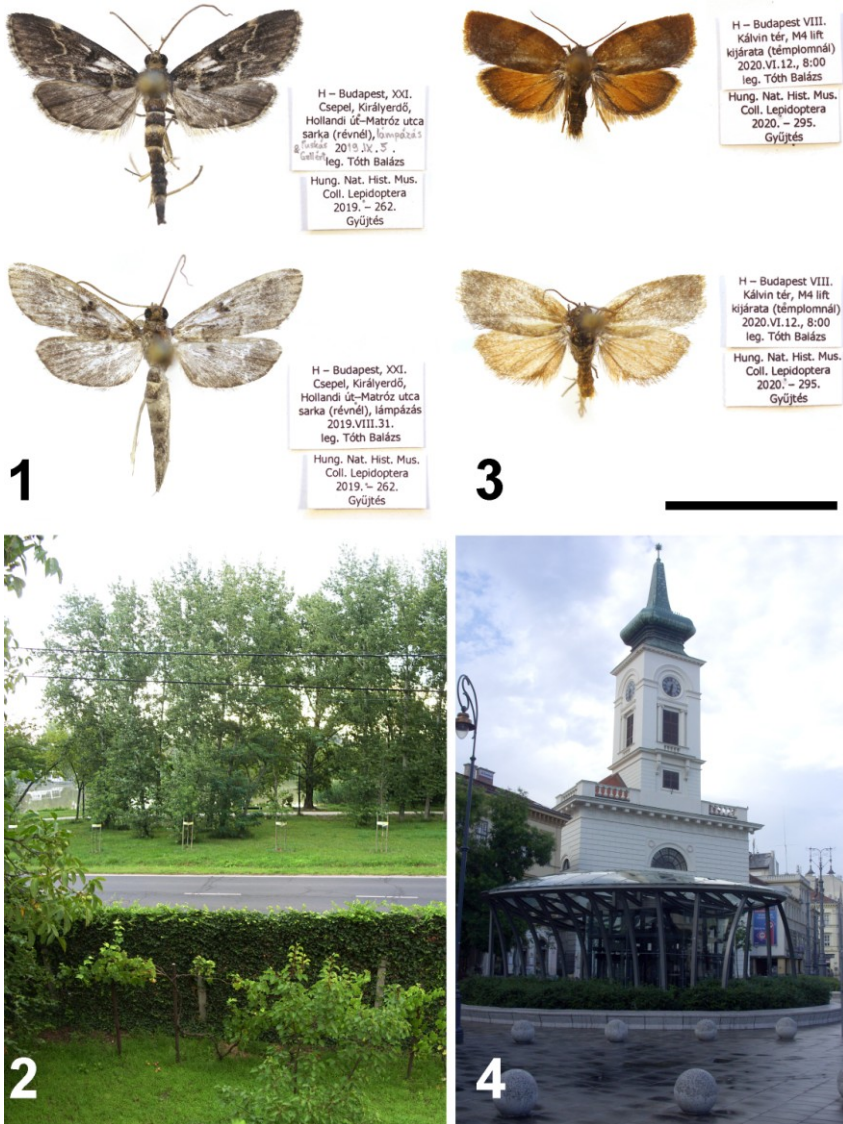 H – Budapest, XXI.
Csepel, Királyerdő,
Hollandi út–Matróz utca
sarka (révnél), lámpázás
& Puskás
Gellért
2019.IX.5.
leg. Tóth Balázs
Hung. Nat. Hist. Mus.
Coll. Lepidoptera
2019. – 262.
Gyűjtés
H – Budapest, XXI.
Csepel, Királyerdő,
Hollandi út–Matróz utca
sarka (révnél), lámpázás
2019.VIII.31.
leg. Tóth Balázs
Hung. Nat. Hist. Mus.
Coll. Lepidoptera
2019. – 262.
Gyűjtés
1
H – Budapest VIII.
Kálvin tér, M4 lift
kijárata (templomnál)
2020.VI.12., 8:00
leg. Tóth Balázs
Hung. Nat. Hist. Mus.
Coll. Lepidoptera
2020. – 295.
Gyűjtés
H – Budapest VIII.
Kálvin tér, M4 lift
kijárata (templomnál)
2020.VI.12., 8:00
leg. Tóth Balázs
Hung. Nat. Hist. Mus.
Coll. Lepidoptera
2020. – 295.
Gyűjtés
3
2
4